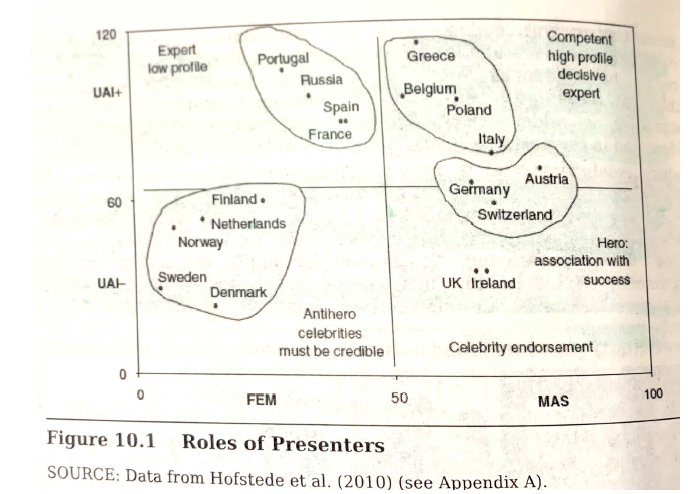 120
Expert
low profile
UAI+
Portugal
Russia
Spain
France
Greece
Belgium
Poland
Italy
Competent
high profile
decisive
expert
60
Finland
Netherlands
Norway
Sweden
Denmark
Germany
Austria
Switzerland
UAI–
UK Ireland
Hero:
association with
success
Antihero
celebrities
must be credible
Celebrity endorsement
0
0
FEM
50
MAS
100
Figure 10.1 Roles of Presenters
SOURCE: Data from Hofstede et al. (2010) (see Appendix A).